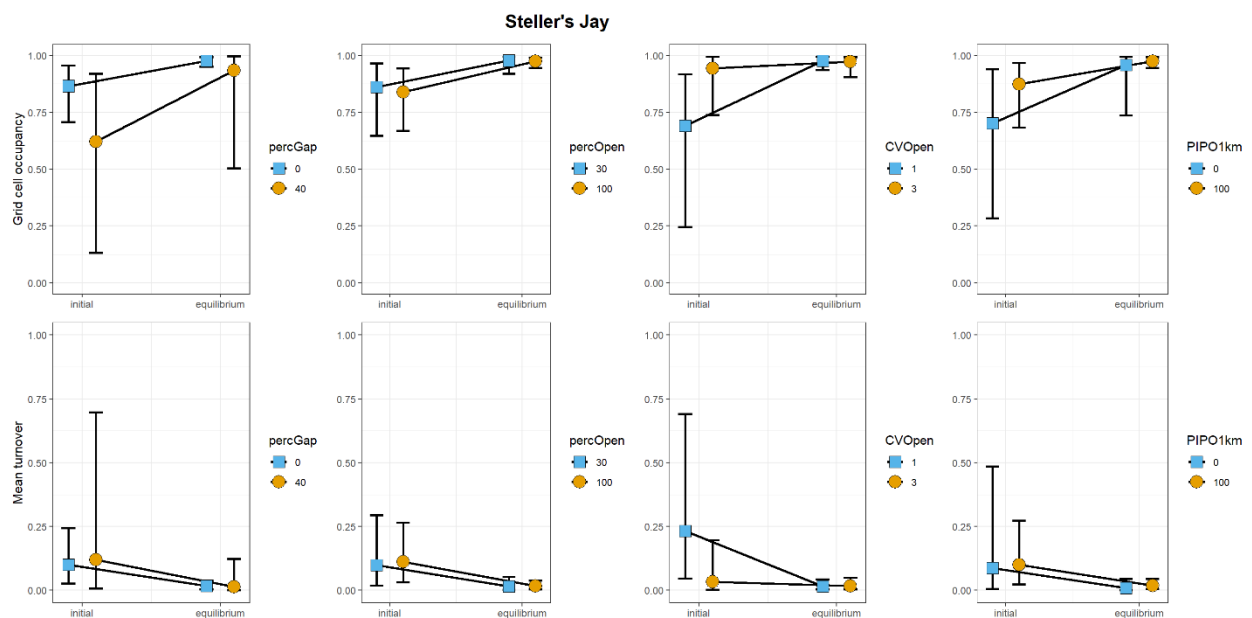 Steller's Jay
Grid cell occupancy
1.00
0.75
0.50
0.25
0.00
initial
equilibrium
percGap
0
40
1.00
0.75
0.50
0.25
0.00
initial
equilibrium
percOpen
30
100
1.00
0.75
0.50
0.25
0.00
initial
equilibrium
CVOpen
1
3
1.00
0.75
0.50
0.25
0.00
initial
equilibrium
PIPO1km
0
100
Mean turnover
1.00
0.75
0.50
0.25
0.00
initial
equilibrium
percGap
0
40
1.00
0.75
0.50
0.25
0.00
initial
equilibrium
percOpen
30
100
1.00
0.75
0.50
0.25
0.00
initial
equilibrium
CVOpen
1
3
1.00
0.75
0.50
0.25
0.00
initial
equilibrium
PIPO1km
0
100